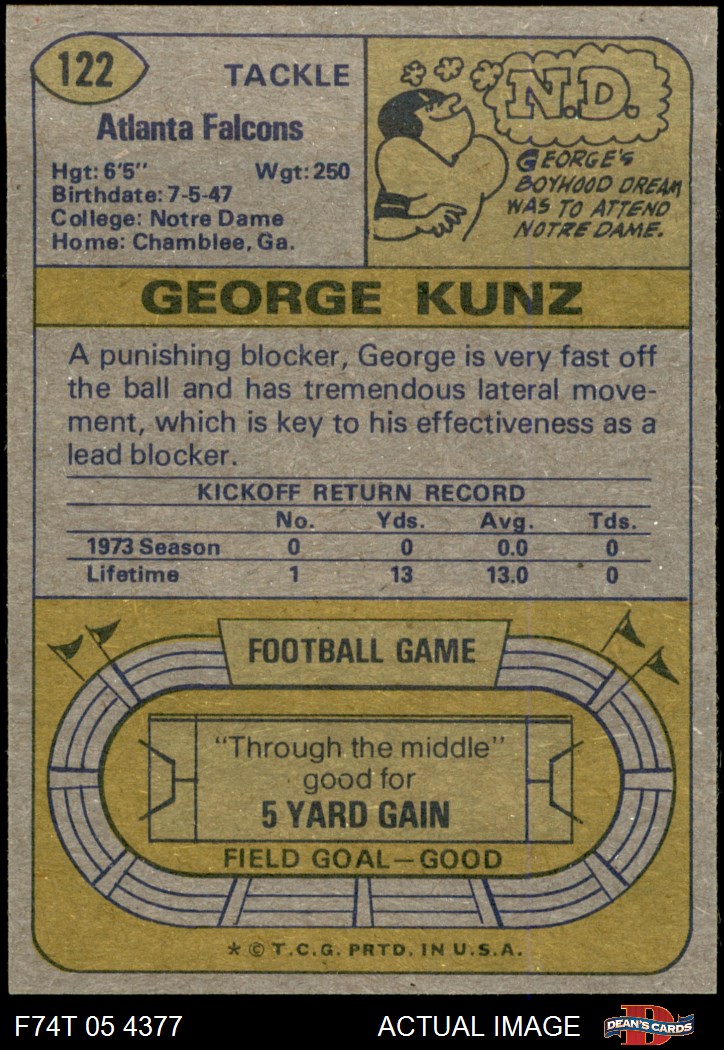 122
TACKLE
Atlanta Falcons
Hgt: 6'5" Wgt: 250
Birthdate: 7-5-47
College: Notre Dame
Home: Chamblee, Ga.
N.D.
GEORGE'S
BOYHOOD DREAM
WAS TO ATTEND
NOTRE DAME.
GEORGE KUNZ
A punishing blocker, George is very fast off
the ball and has tremendous lateral move-
ment, which is key to his effectiveness as a
lead blocker.
KICKOFF RETURN RECORD
No. Yds. Avg. Tds.
1973 Season 0 0 0.0 0
Lifetime 1 13 13.0 0
FOOTBALL GAME
"Through the middle"
good for
5 YARD GAIN
FIELD GOAL—GOOD
* © T.C.G. PRTD. IN U.S.A.
F74T 05 4377 ACTUAL IMAGE
D
DEAN'S CARDS